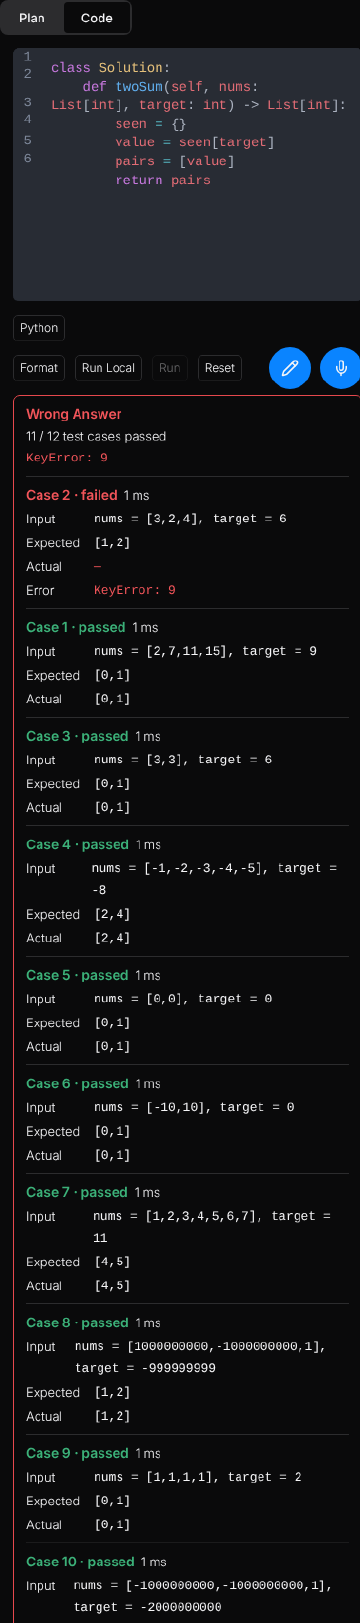 Plan Code
1 class Solution:
2 def twoSum(self, nums:
List[int], target: int) -> List[int]:
3 seen = {}
4 value = seen[target]
5 pairs = [value]
6 return pairs
Python
Format Run Local Run Reset
Wrong Answer
11 / 12 test cases passed
KeyError: 9
Case 2 · failed 1 ms
Input nums = [3,2,4], target = 6
Expected [1,2]
Actual –
Error KeyError: 9
Case 1 · passed 1 ms
Input nums = [2,7,11,15], target = 9
Expected [0,1]
Actual [0,1]
Case 3 · passed 1 ms
Input nums = [3,3], target = 6
Expected [0,1]
Actual [0,1]
Case 4 · passed 1 ms
Input nums = [-1,-2,-3,-4,-5], target =
-8
Expected [2,4]
Actual [2,4]
Case 5 · passed 1 ms
Input nums = [0,0], target = 0
Expected [0,1]
Actual [0,1]
Case 6 · passed 1 ms
Input nums = [-10,10], target = 0
Expected [0,1]
Actual [0,1]
Case 7 · passed 1 ms
Input nums = [1,2,3,4,5,6,7], target =
11
Expected [4,5]
Actual [4,5]
Case 8 · passed 1 ms
Input nums = [1000000000,-1000000000,1],
target = -999999999
Expected [1,2]
Actual [1,2]
Case 9 · passed 1 ms
Input nums = [1,1,1,1], target = 2
Expected [0,1]
Actual [0,1]
Case 10 · passed 1 ms
Input nums = [-1000000000,-1000000000,1],
target = -2000000000